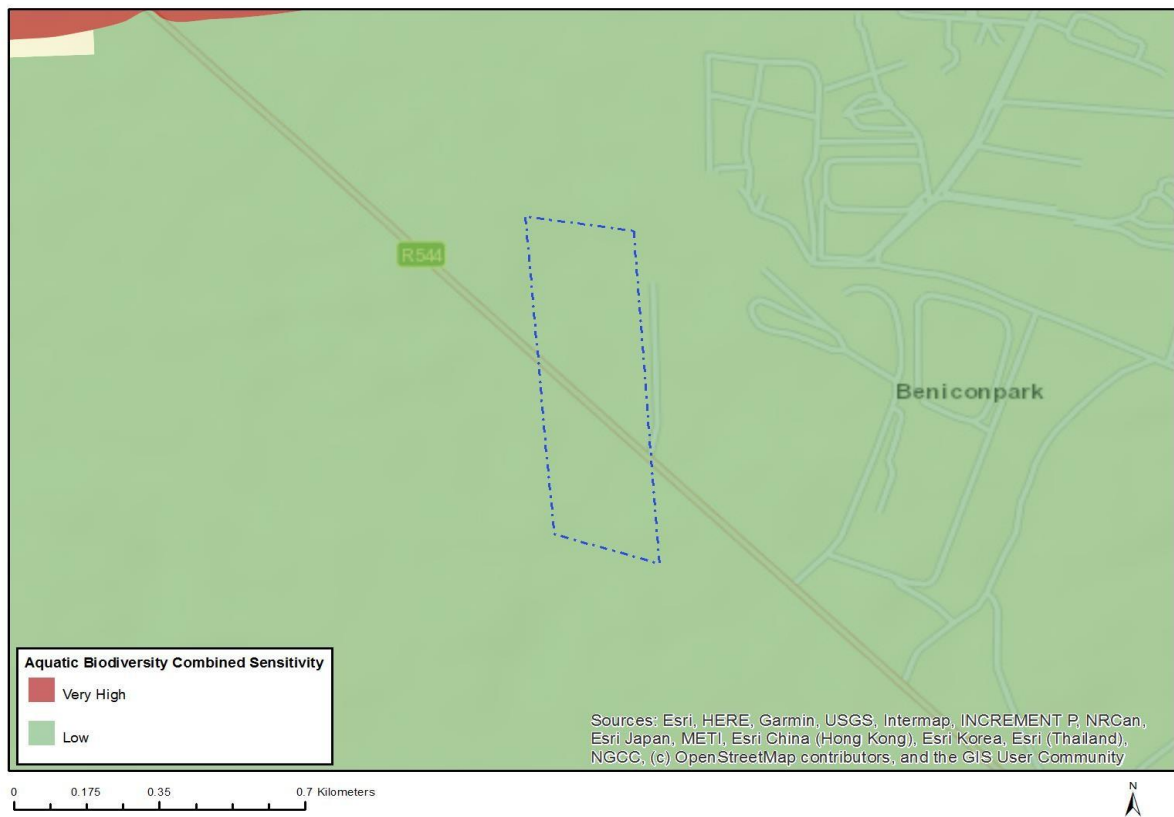 R544
Beniconpark
Aquatic Biodiversity Combined Sensitivity
Very High
Low
Sources: Esri, HERE, Garmin, USGS, Intermap, INCREMENT P, NRCan,
Esri Japan, METI, Esri China (Hong Kong), Esri Korea, Esri (Thailand),
NGCC, (c) OpenStreetMap contributors, and the GIS User Community
0 0.175 0.35 0.7 Kilometers
N